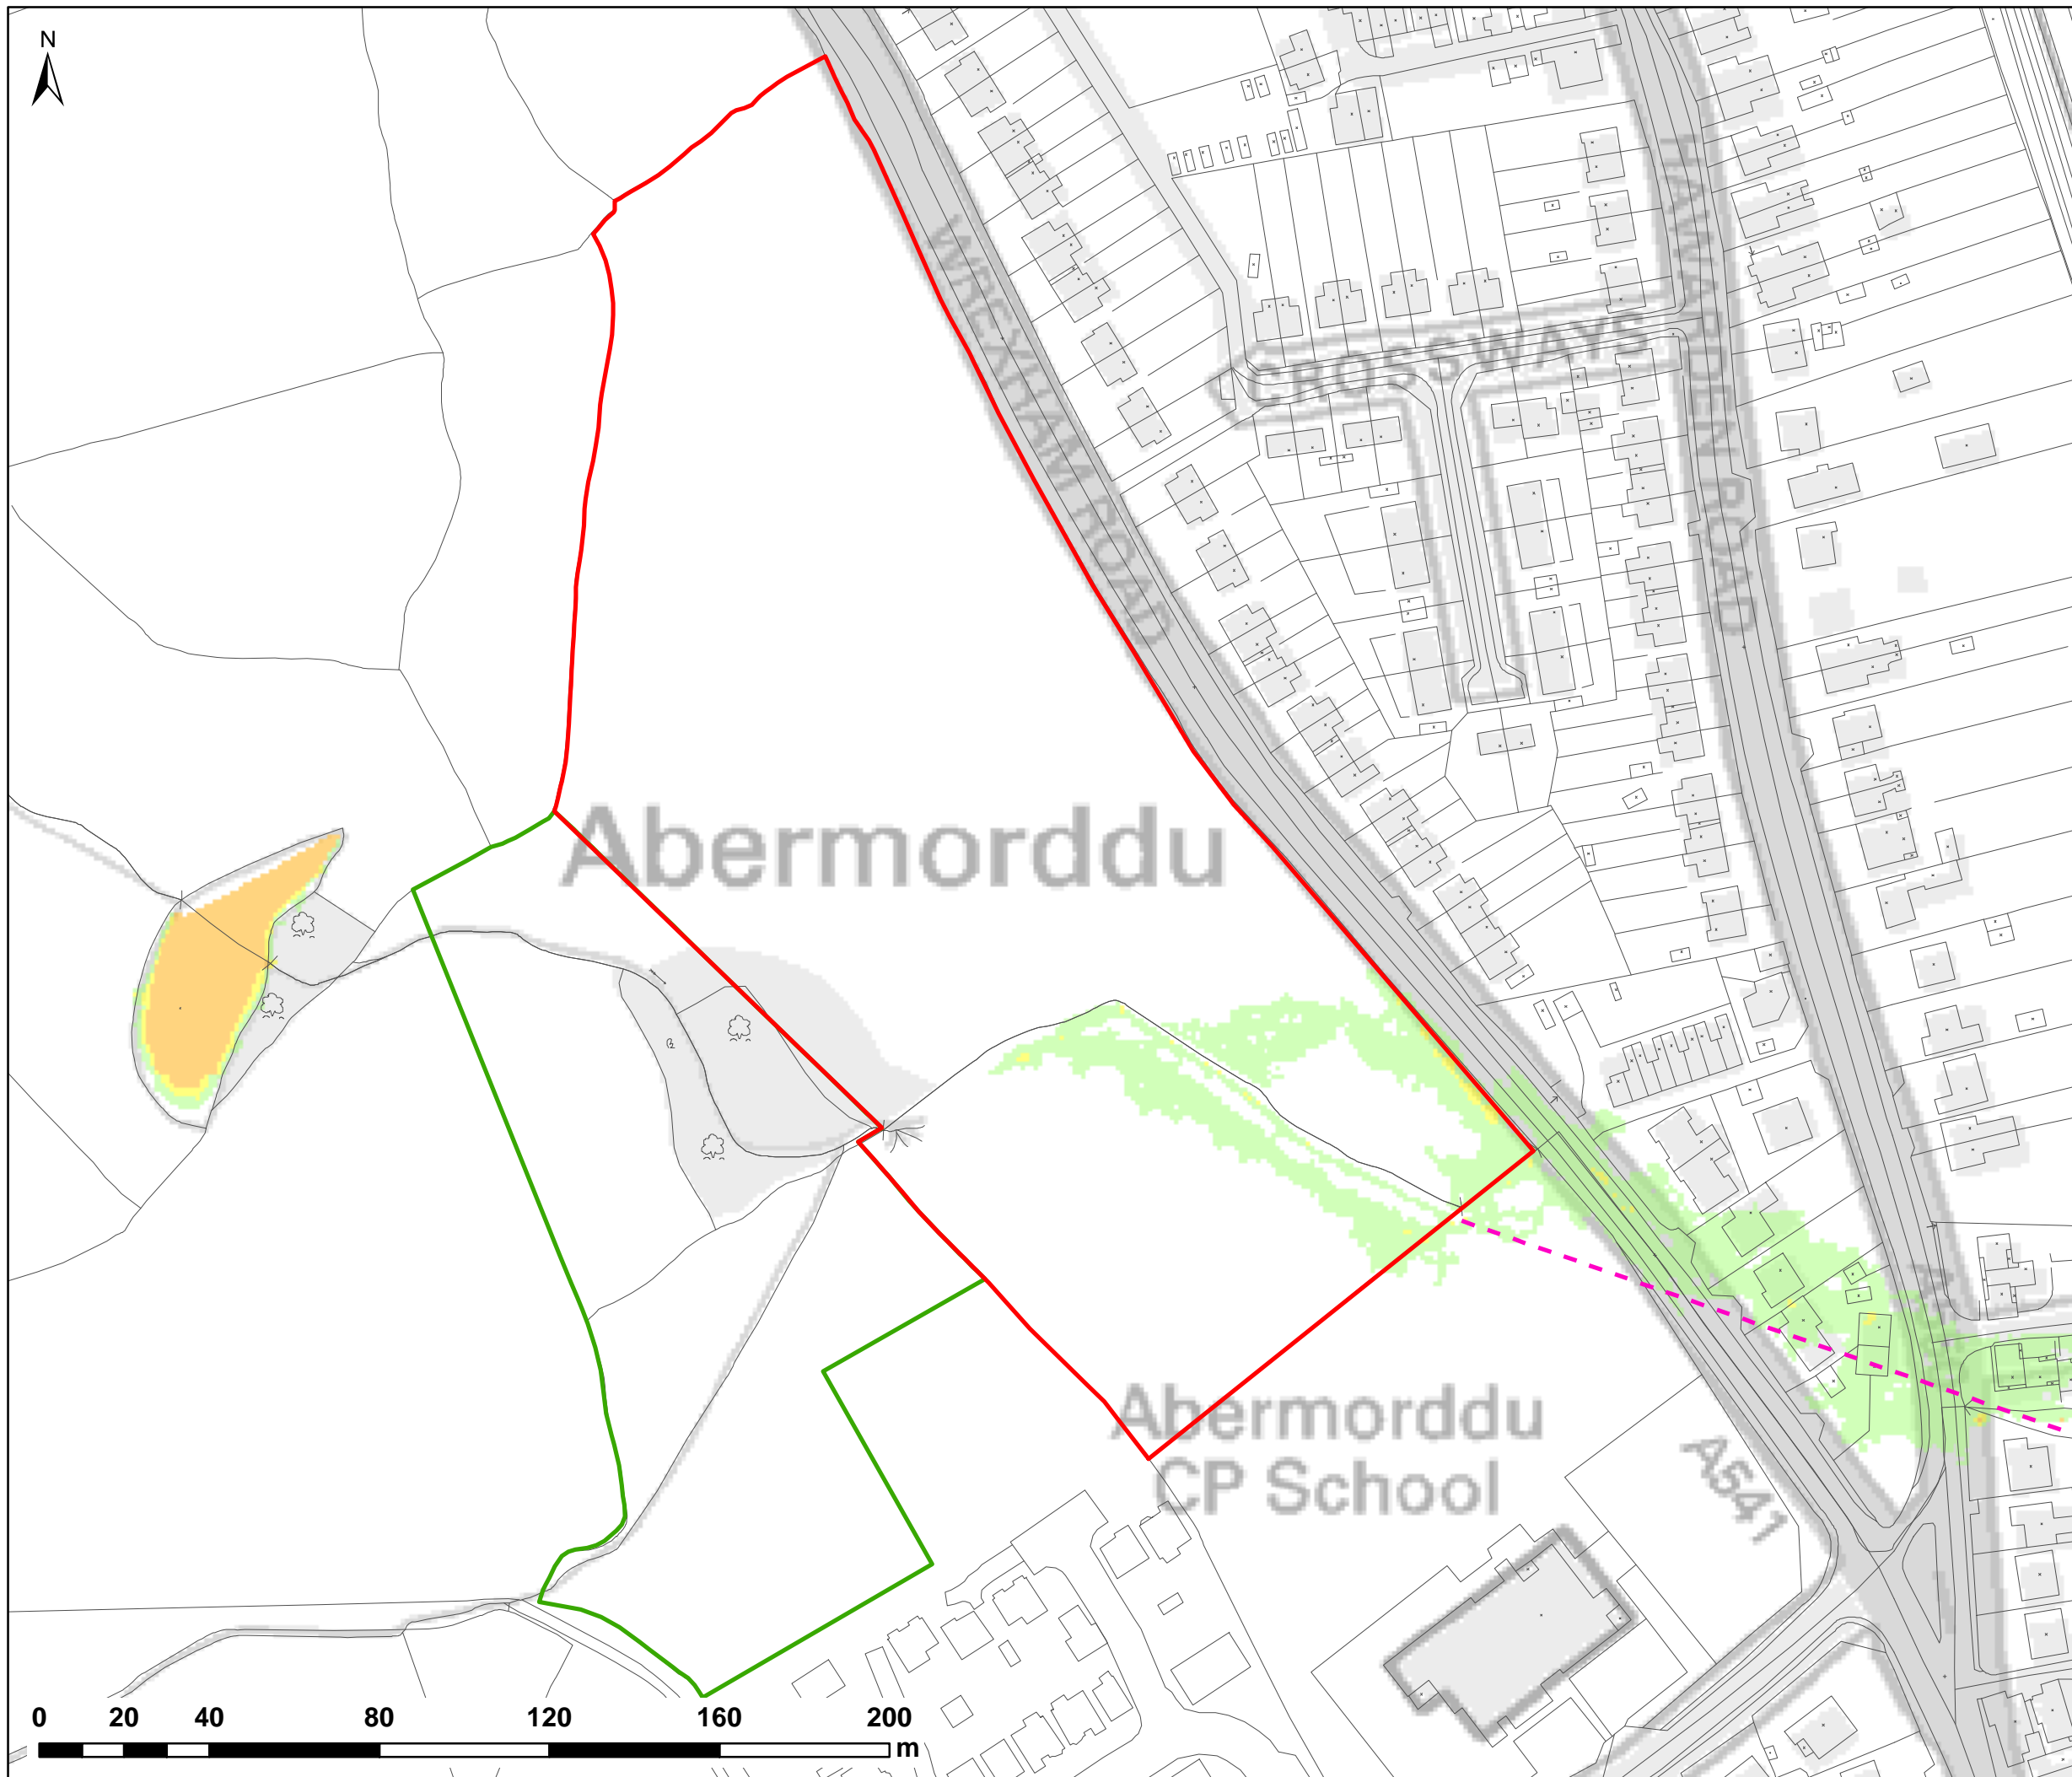 N
WREXHAM ROAD
HAWARDEN ROAD
CROSSWAYS
Abermorddu
Abermorddu
CP School
A541
0 20 40 80 120 160 200
m